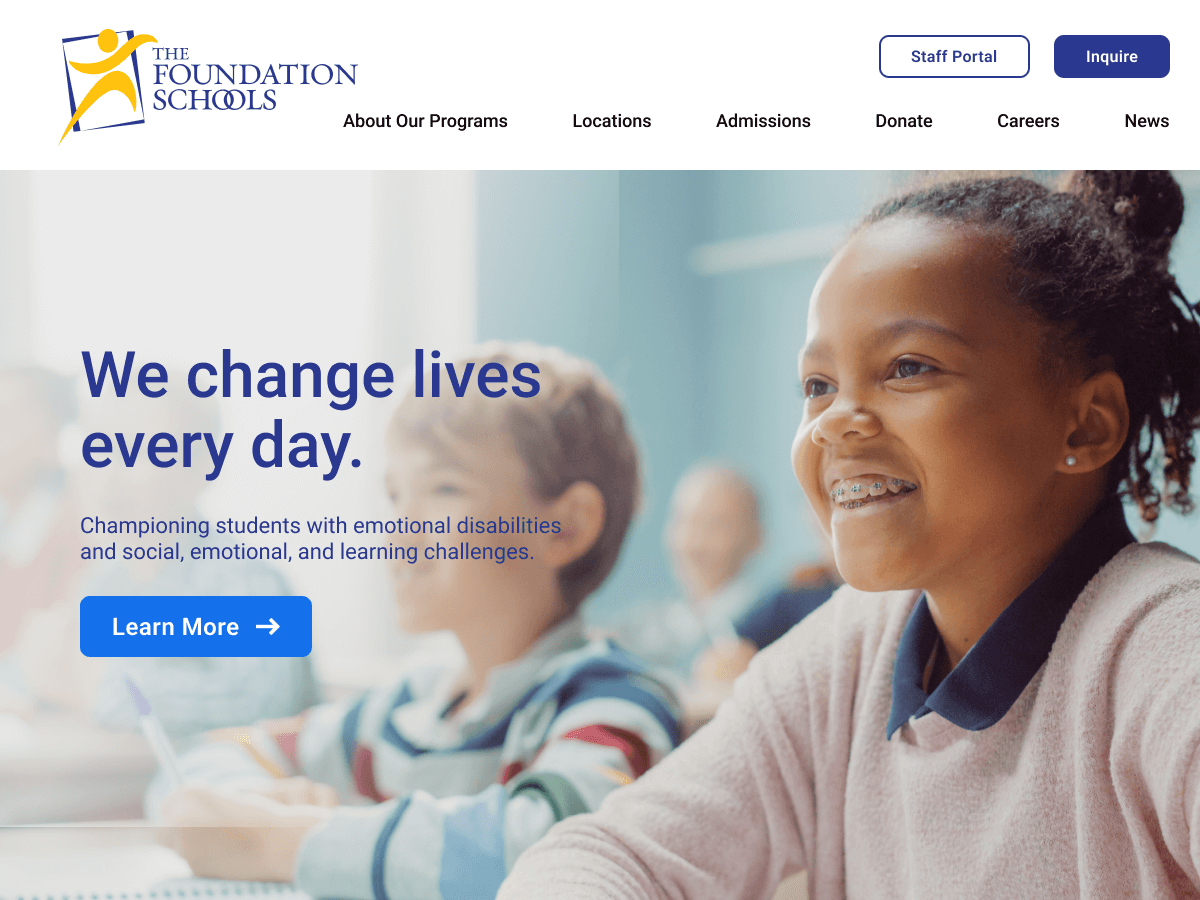 THE
FOUNDATION
SCHOOLS
Staff Portal
Inquire
About Our Programs
Locations
Admissions
Donate
Careers
News
We change lives
every day.
Championing students with emotional disabilities
and social, emotional, and learning challenges.
Learn More